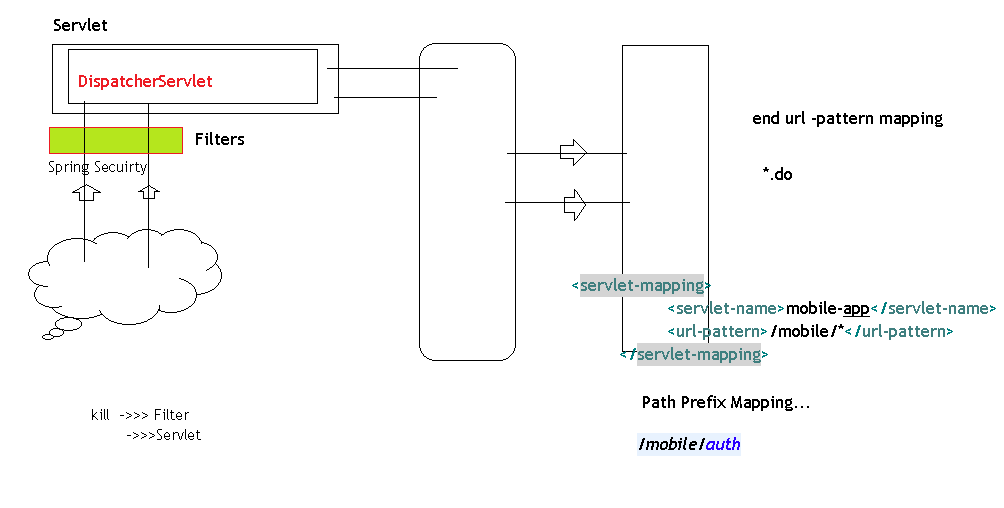 Servlet
DispatcherServlet
Filters
Spring Secuirty
end url -pattern mapping
*.do
<servlet-mapping>
<servlet-name>mobile-app</servlet-name>
<url-pattern>/mobile/*</url-pattern>
</servlet-mapping>
Path Prefix Mapping...
kill ->>> Filter
->>>Servlet
/mobile/auth